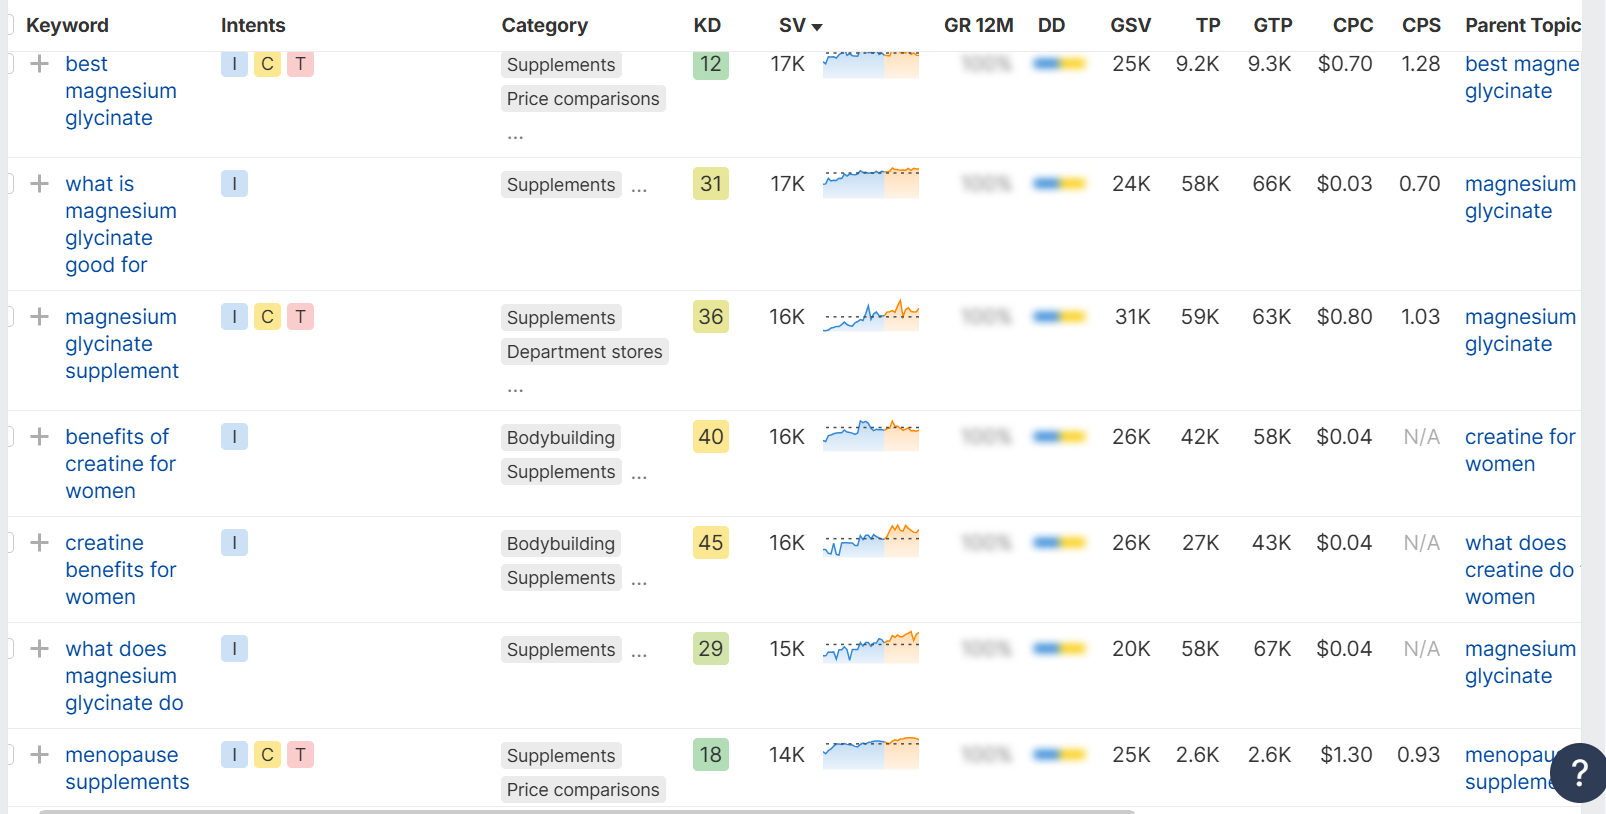 Keyword Intents Category KD SV GR 12M DD GSV TP GTP CPC CPS Parent Topic
best magnesium glycinate I C T Supplements Price comparisons ... 12 17K 25K 9.2K 9.3K $0.70 1.28 best magne glycinate
what is magnesium glycinate good for I Supplements ... 31 17K 24K 58K 66K $0.03 0.70 magnesium glycinate
magnesium glycinate supplement I C T Supplements Department stores ... 36 16K 31K 59K 63K $0.80 1.03 magnesium glycinate
benefits of creatine for women I Bodybuilding Supplements ... 40 16K 26K 42K 58K $0.04 N/A creatine for women
creatine benefits for women I Bodybuilding Supplements ... 45 16K 26K 27K 43K $0.04 N/A what does creatine do women
what does magnesium glycinate do I Supplements ... 29 15K 20K 58K 67K $0.04 N/A magnesium glycinate
menopause supplements I C T Supplements Price comparisons 18 14K 25K 2.6K 2.6K $1.30 0.93 menopau suppleme
?